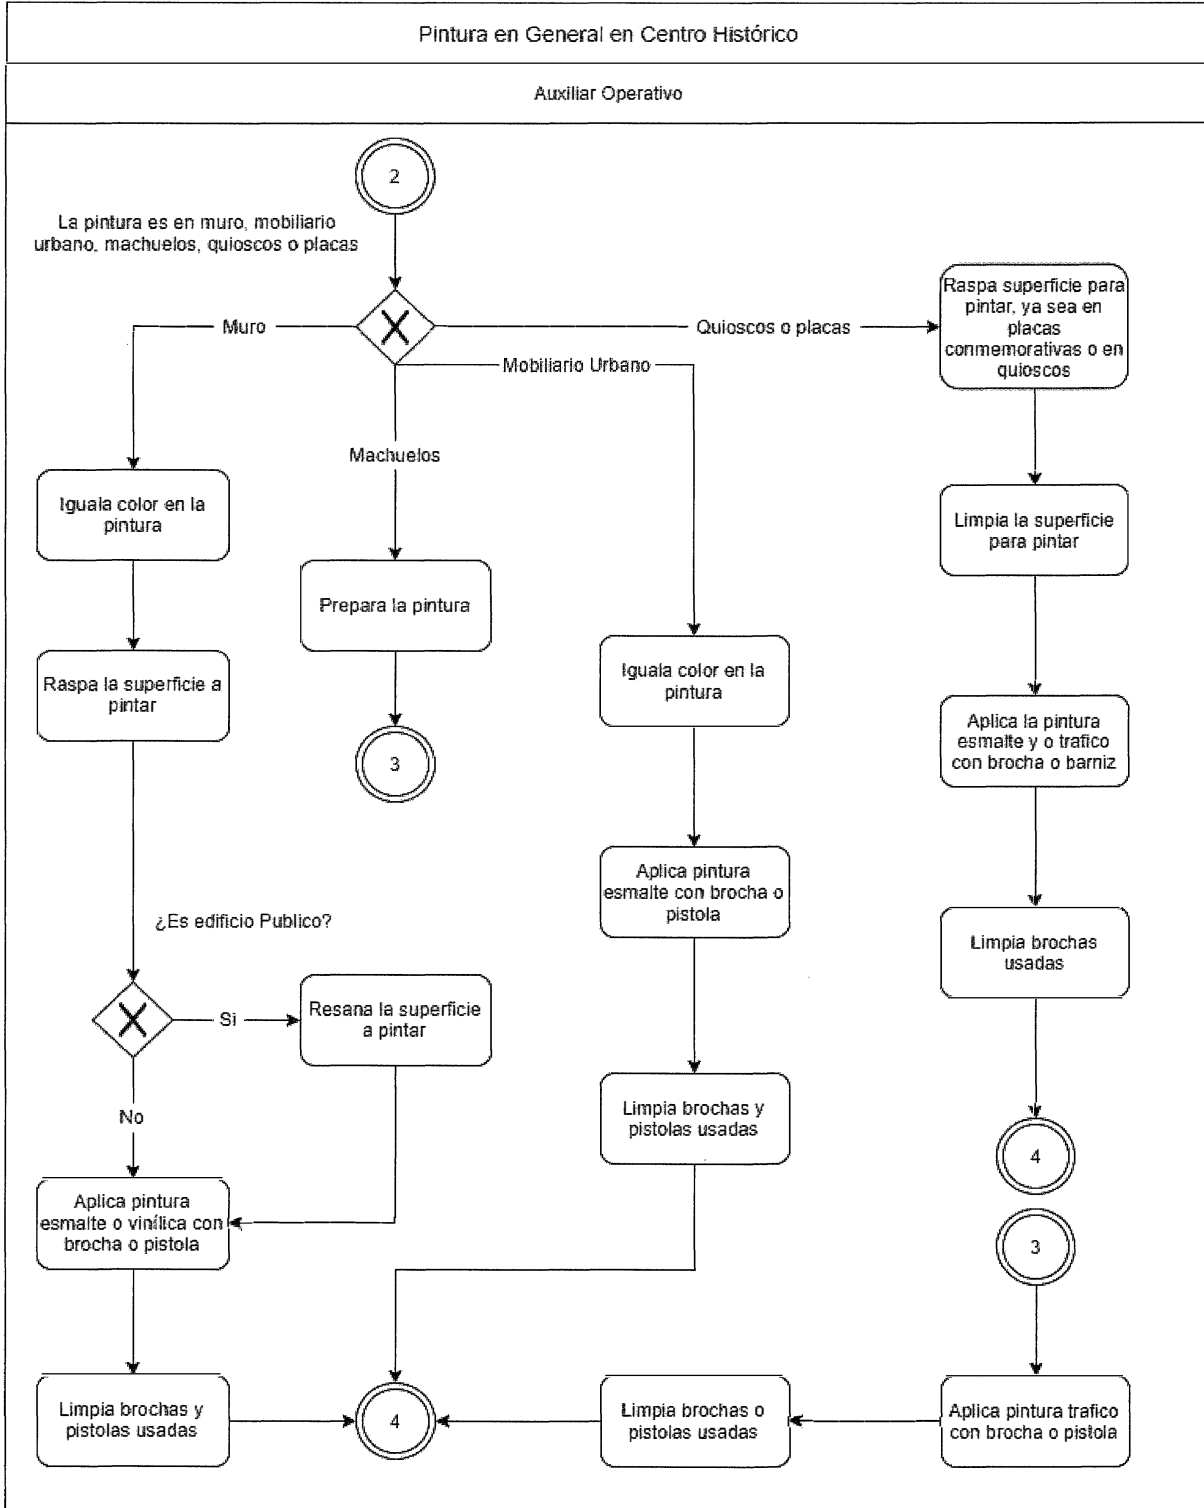 Pintura en General en Centro Histórico
Auxiliar Operativo
2
La pintura es en muro, mobiliario
urbano, machuelos, quioscos o placas
Muro
Quioscos o placas
Mobiliario Urbano
Machuelos
Raspa superficie para
pintar, ya sea en
placas
conmemorativas o en
quioscos
Iguala color en la
pintura
Limpia la superficie
para pintar
Prepara la pintura
Raspa la superficie a
pintar
Iguala color en la
pintura
3
Aplica la pintura
esmalte y o trafico
con brocha o barniz
Aplica pintura
esmalte con brocha o
pistola
¿Es edificio Publico?
Limpia brochas
usadas
Si
Resana la superficie
a pintar
No
Limpia brochas y
pistolas usadas
4
Aplica pintura
esmalte o vinílica con
brocha o pistola
3
Limpia brochas y
pistolas usadas
4
Limpia brochas o
pistolas usadas
Aplica pintura trafico
con brocha o pistola